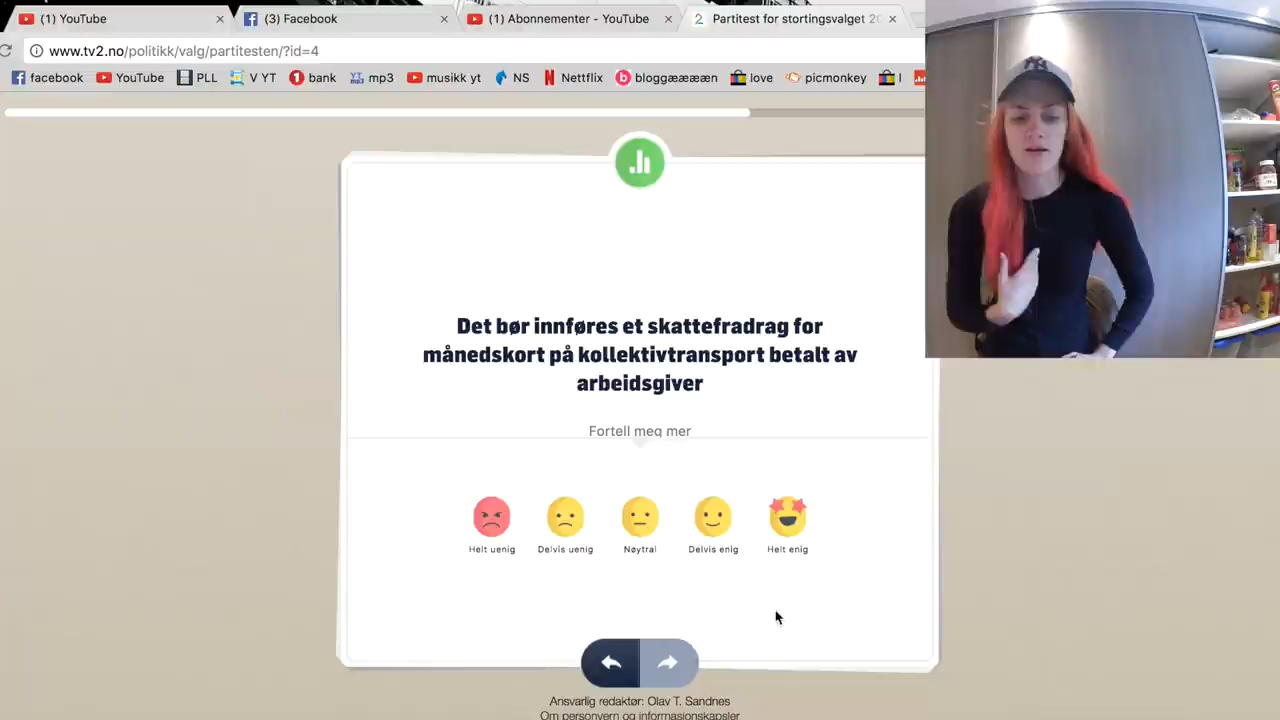 (1) YouTube
(3) Facebook
(1) Abonnementer - YouTube
Partitest for stortingsvalget 20
www.tv2.no/politikk/valg/partitesten/?id=4
facebook
YouTube
PLL
V YT
bank
mp3
musikk yt
NS
Nettflix
bloggææææn
love
picmonkey
l
Det bør innføres et skattefradrag for
månedskort på kollektivtransport betalt av
arbeidsgiver
Fortell meg mer
Helt uenig
Delvis uenig
Nøytral
Delvis enig
Helt enig
Ansvarlig redaktør: Olav T. Sandnes
Om personvern og informasjonskapsler